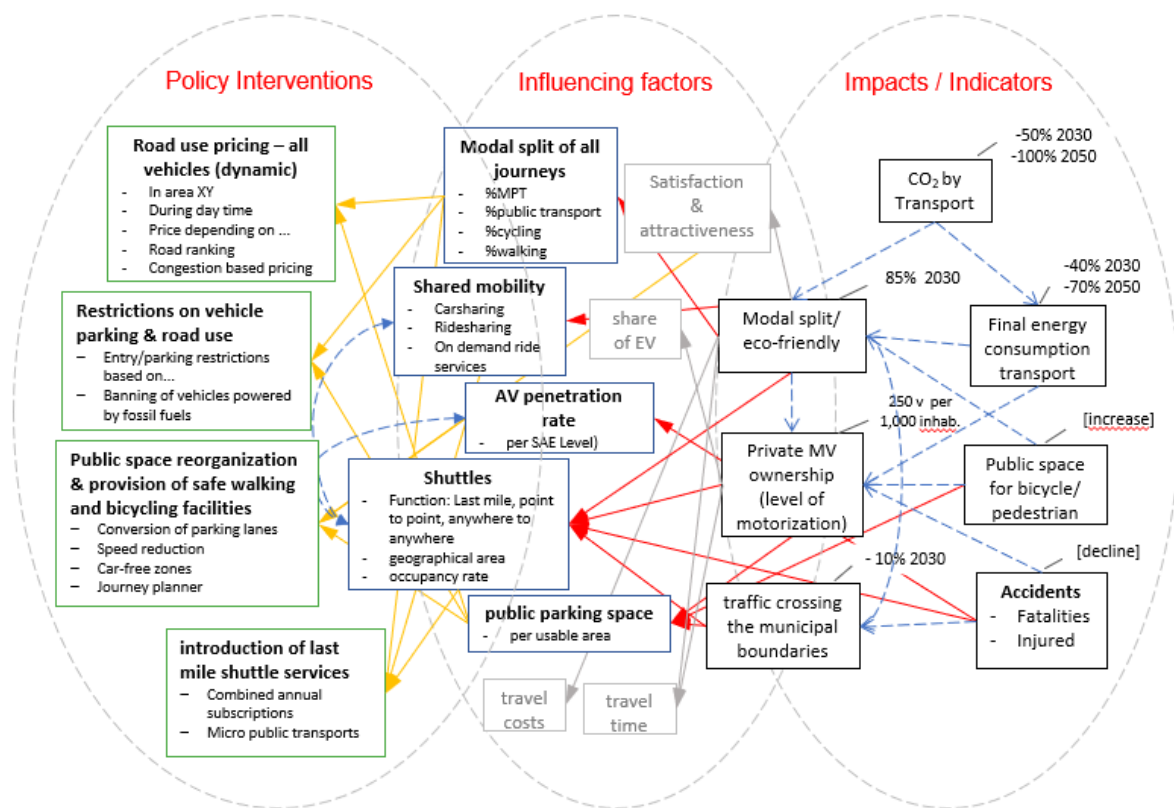 Policy Interventions
Influencing factors
Impacts / Indicators
Road use pricing – all
vehicles (dynamic)
- In area XY
- During day time
- Price depending on ...
- Road ranking
- Congestion based pricing
Restrictions on vehicle
parking & road use
– Entry/parking restrictions
based on...
– Banning of vehicles powered
by fossil fuels
Public space reorganization
& provision of safe walking
and bicycling facilities
– Conversion of parking lanes
– Speed reduction
– Car-free zones
– Journey planner
introduction of last
mile shuttle services
– Combined annual
subscriptions
– Micro public transports
Modal split of all
journeys
- %MPT
- %public transport
- %cycling
- %walking
Shared mobility
- Carsharing
- Ridesharing
- On demand ride
services
AV penetration
rate
- per SAE Level)
Shuttles
- Function: Last mile, point
to point, anywhere to
anywhere
- geographical area
- occupancy rate
public parking space
- per usable area
Satisfaction
&
attractiveness
share
of EV
travel
costs
travel
time
-50% 2030
-100% 2050
CO₂ by
Transport
85% 2030
Modal split/
eco-friendly
-40% 2030
-70% 2050
Final energy
consumption
transport
250 v per
1,000 inhab.
Private MV
ownership
(level of
motorization)
[increase]
Public space
for bicycle/
pedestrian
- 10% 2030
traffic crossing
the municipal
boundaries
[decline]
Accidents
- Fatalities
- Injured